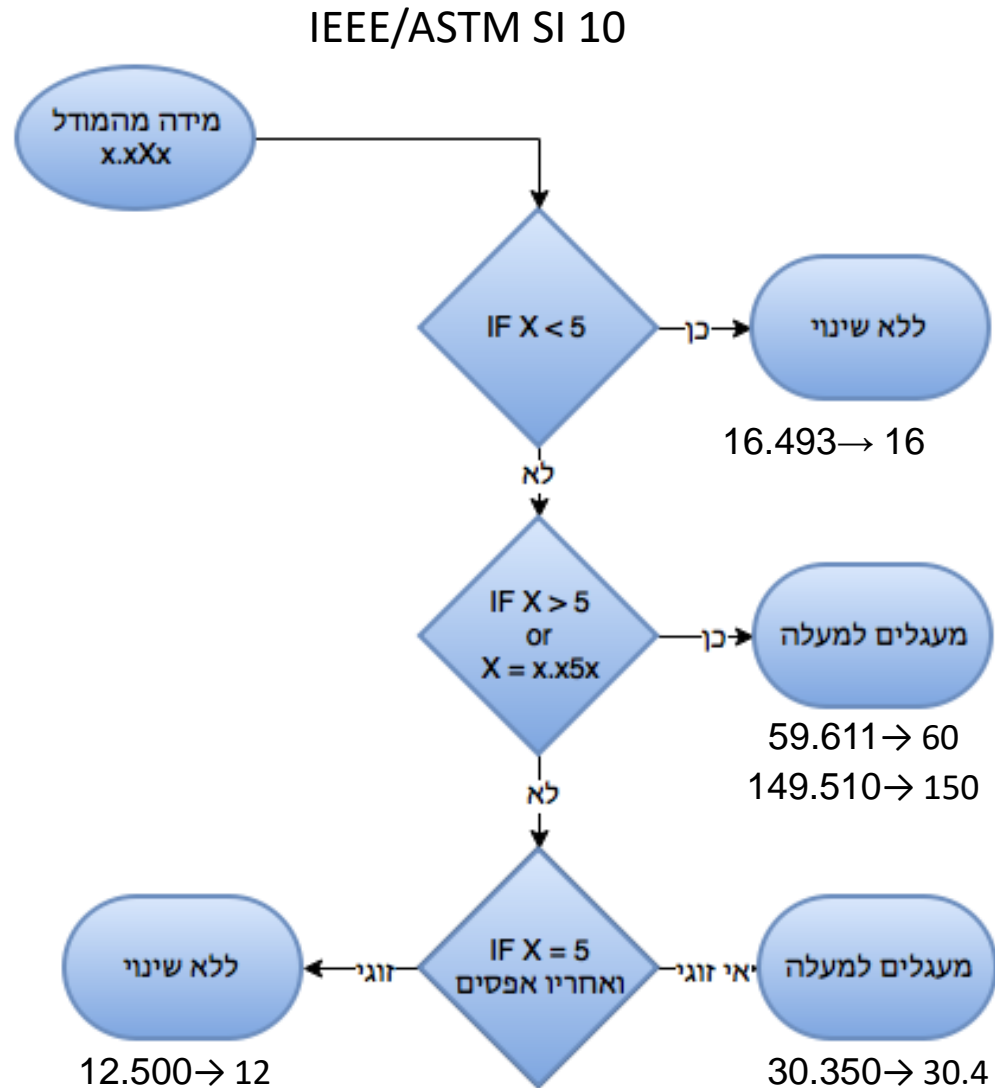 IEEE/ASTM SI 10
מידה מהמודל
x.xXx
IF X < 5
כן
ללא שינוי
16.493→ 16
לא
IF X > 5
or
X = x.x5x
כן
מעגלים למעלה
59.611→ 60
149.510→ 150
לא
IF X = 5
ואחריו אפסים
זוגי
ללא שינוי
12.500→ 12
אי זוגי
מעגלים למעלה
30.350→ 30.4